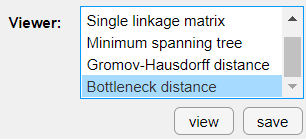 Viewer:
Single linkage matrix
Minimum spanning tree
Gromov-Hausdorff distance
Bottleneck distance
view save